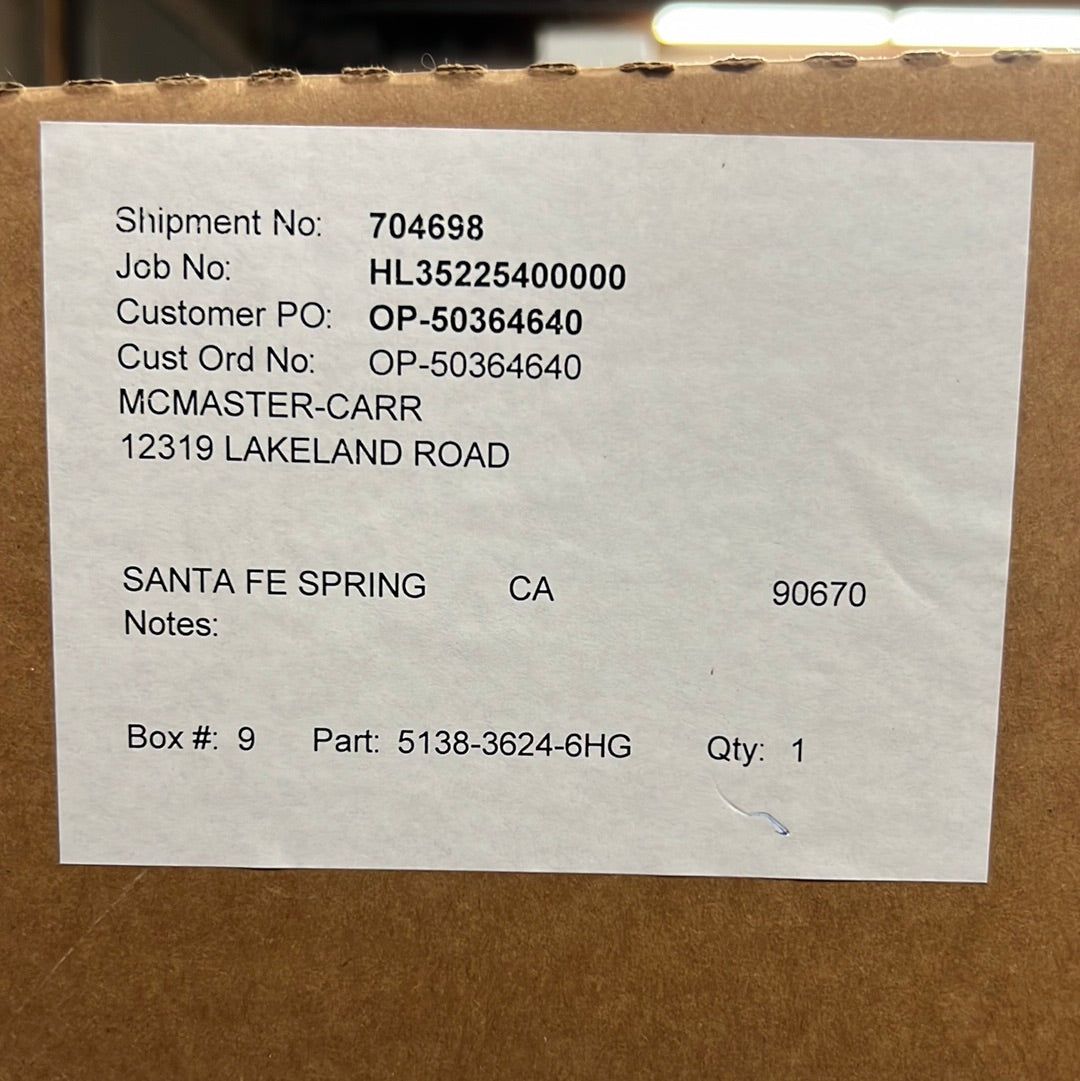 Shipment No: 704698
Job No: HL35225400000
Customer PO: OP-50364640
Cust Ord No: OP-50364640
MCMASTER-CARR
12319 LAKELAND ROAD
SANTA FE SPRING CA 90670
Notes:
Box #: 9 Part: 5138-3624-6HG Qty: 1